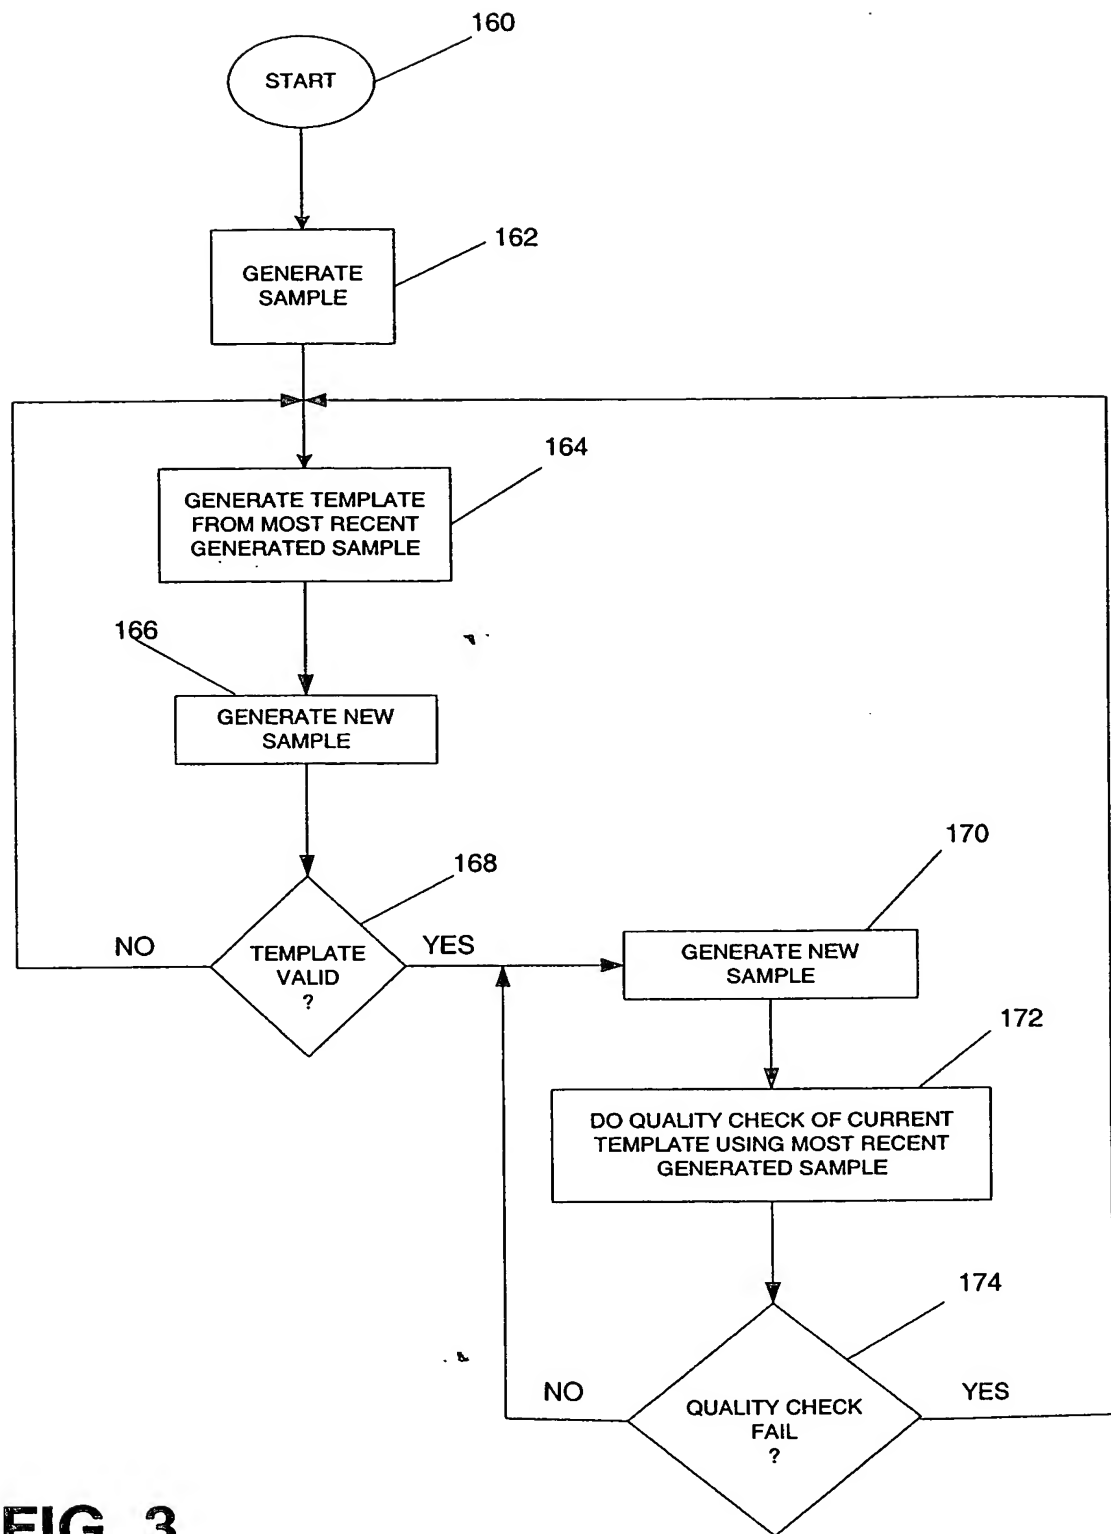 160
START
162
GENERATE
SAMPLE
164
GENERATE TEMPLATE
FROM MOST RECENT
GENERATED SAMPLE
166
GENERATE NEW
SAMPLE
168
TEMPLATE
VALID
?
NO
YES
170
GENERATE NEW
SAMPLE
172
DO QUALITY CHECK OF CURRENT
TEMPLATE USING MOST RECENT
GENERATED SAMPLE
174
QUALITY CHECK
FAIL
?
NO
YES
FIG. 3